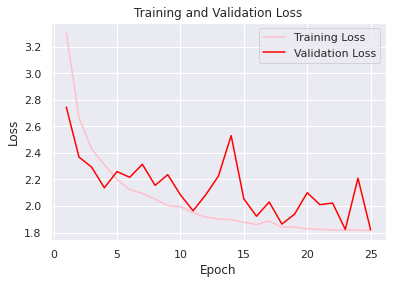 Training and Validation Loss
Training Loss
Validation Loss
3.2
3.0
2.8
2.6
2.4
2.2
2.0
1.8
Loss
0 5 10 15 20 25
Epoch